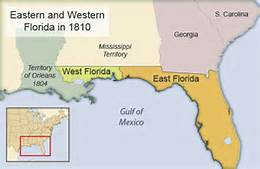 Eastern and Western
Florida in 1810
S. Carolina
Georgia
Mississippi
Territory
Territory
of Orleans
1804
West Florida
East Florida
Gulf of
Mexico